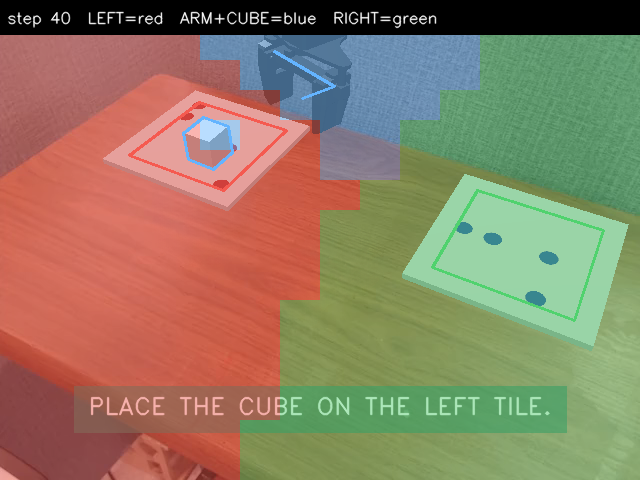 step 40 LEFT=red ARM+CUBE=blue RIGHT=green
PLACE THE CUBE ON THE LEFT TILE.